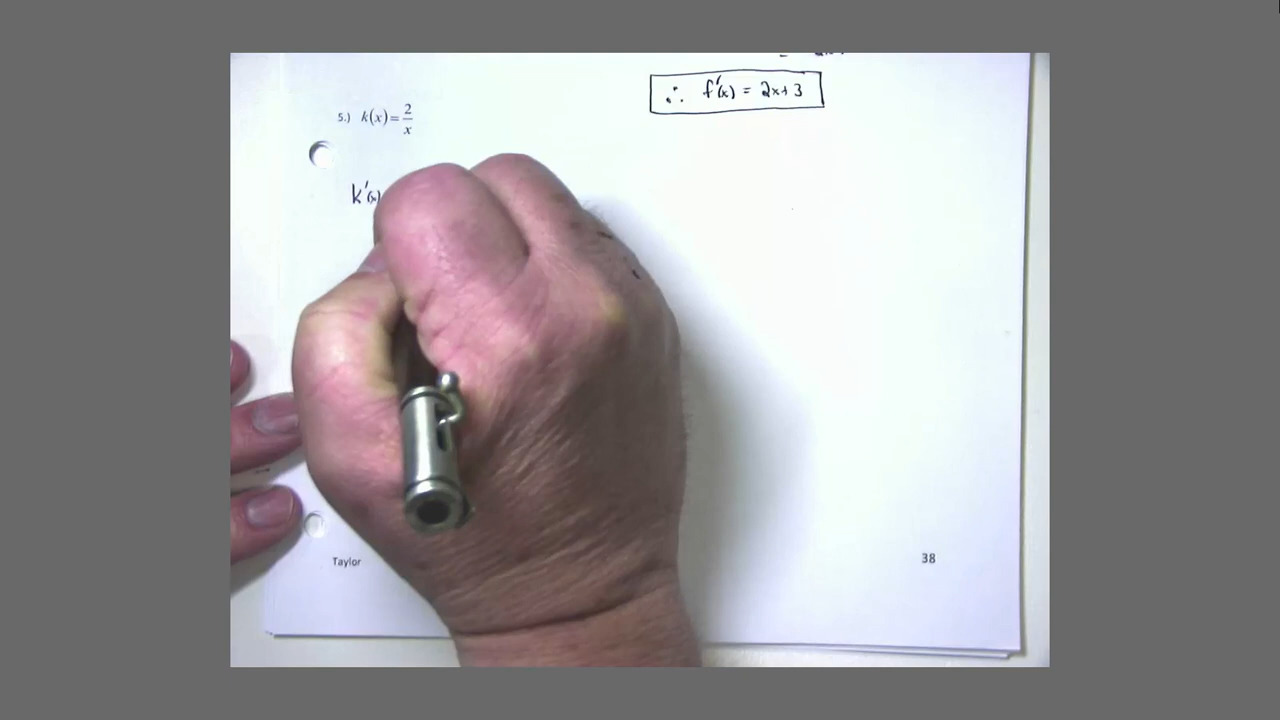 ∴ f'(x) = 2x+3
5.) k(x) = 2/x
k'(x)
Taylor 38